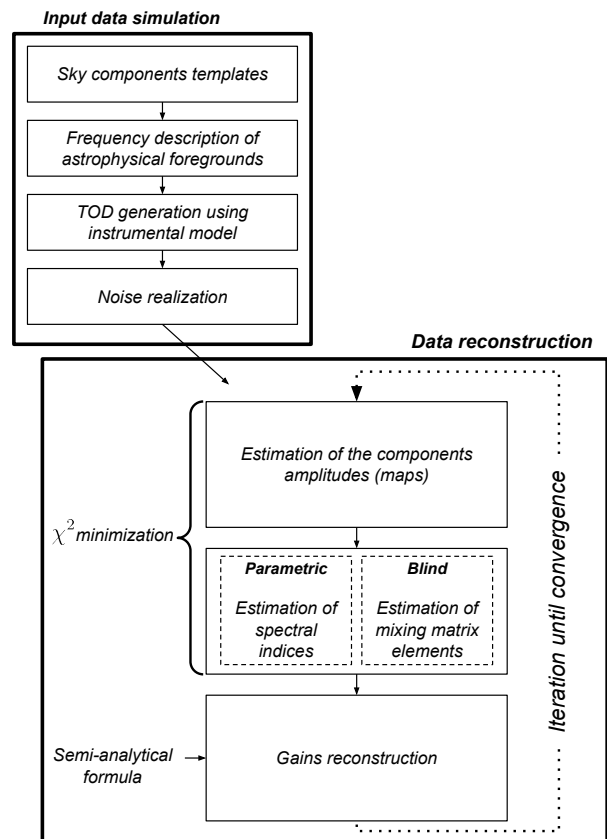 Input data simulation
Sky components templates
Frequency description of
astrophysical foregrounds
TOD generation using
instrumental model
Noise realization
Data reconstruction
Estimation of the components
amplitudes (maps)
χ² minimization
Parametric
Estimation of
spectral
indices
Blind
Estimation of
mixing matrix
elements
Iteration until convergence
Semi-analytical
formula
Gains reconstruction